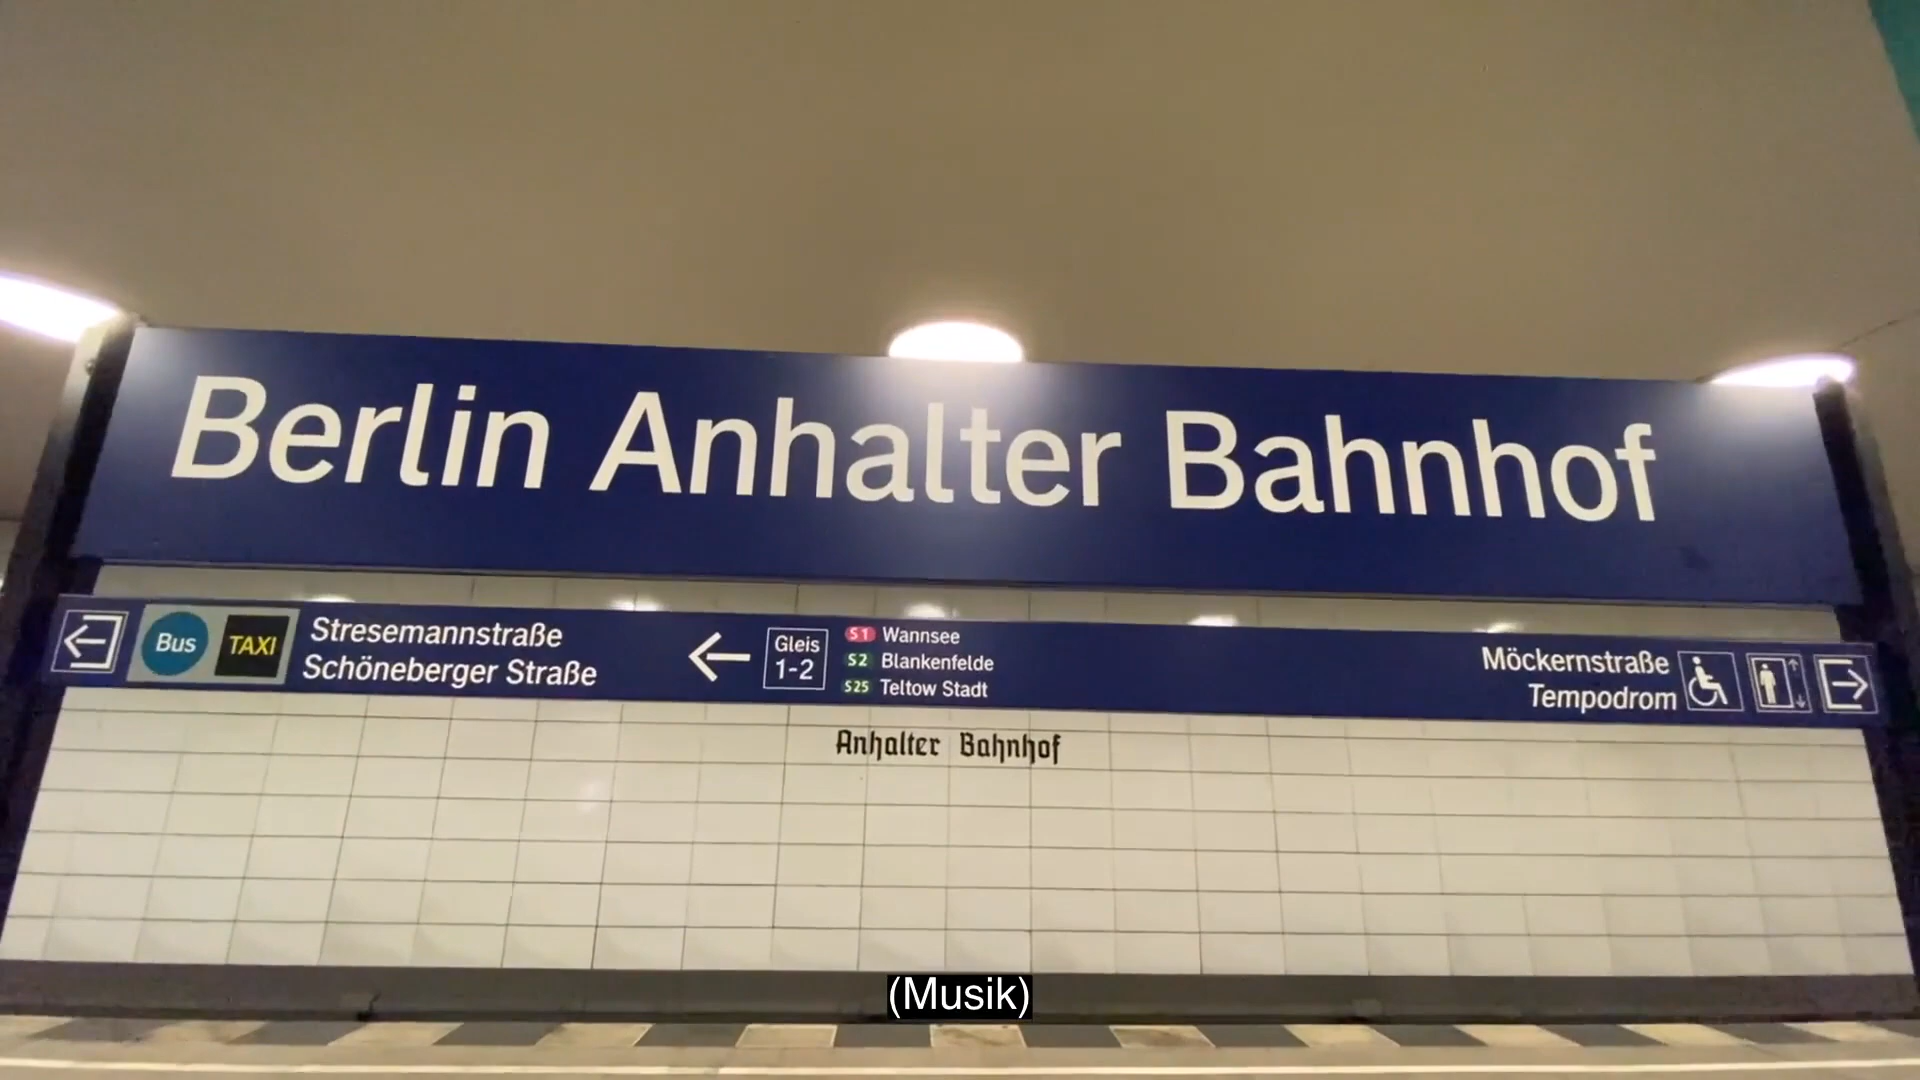 Berlin Anhalter Bahnhof
Bus TAXI
Stresemannstraße
Schöneberger Straße
Gleis
1-2
S1 Wannsee
S2 Blankenfelde
S25 Teltow Stadt
Möckernstraße
Tempodrom
Anhalter Bahnhof
(Musik)